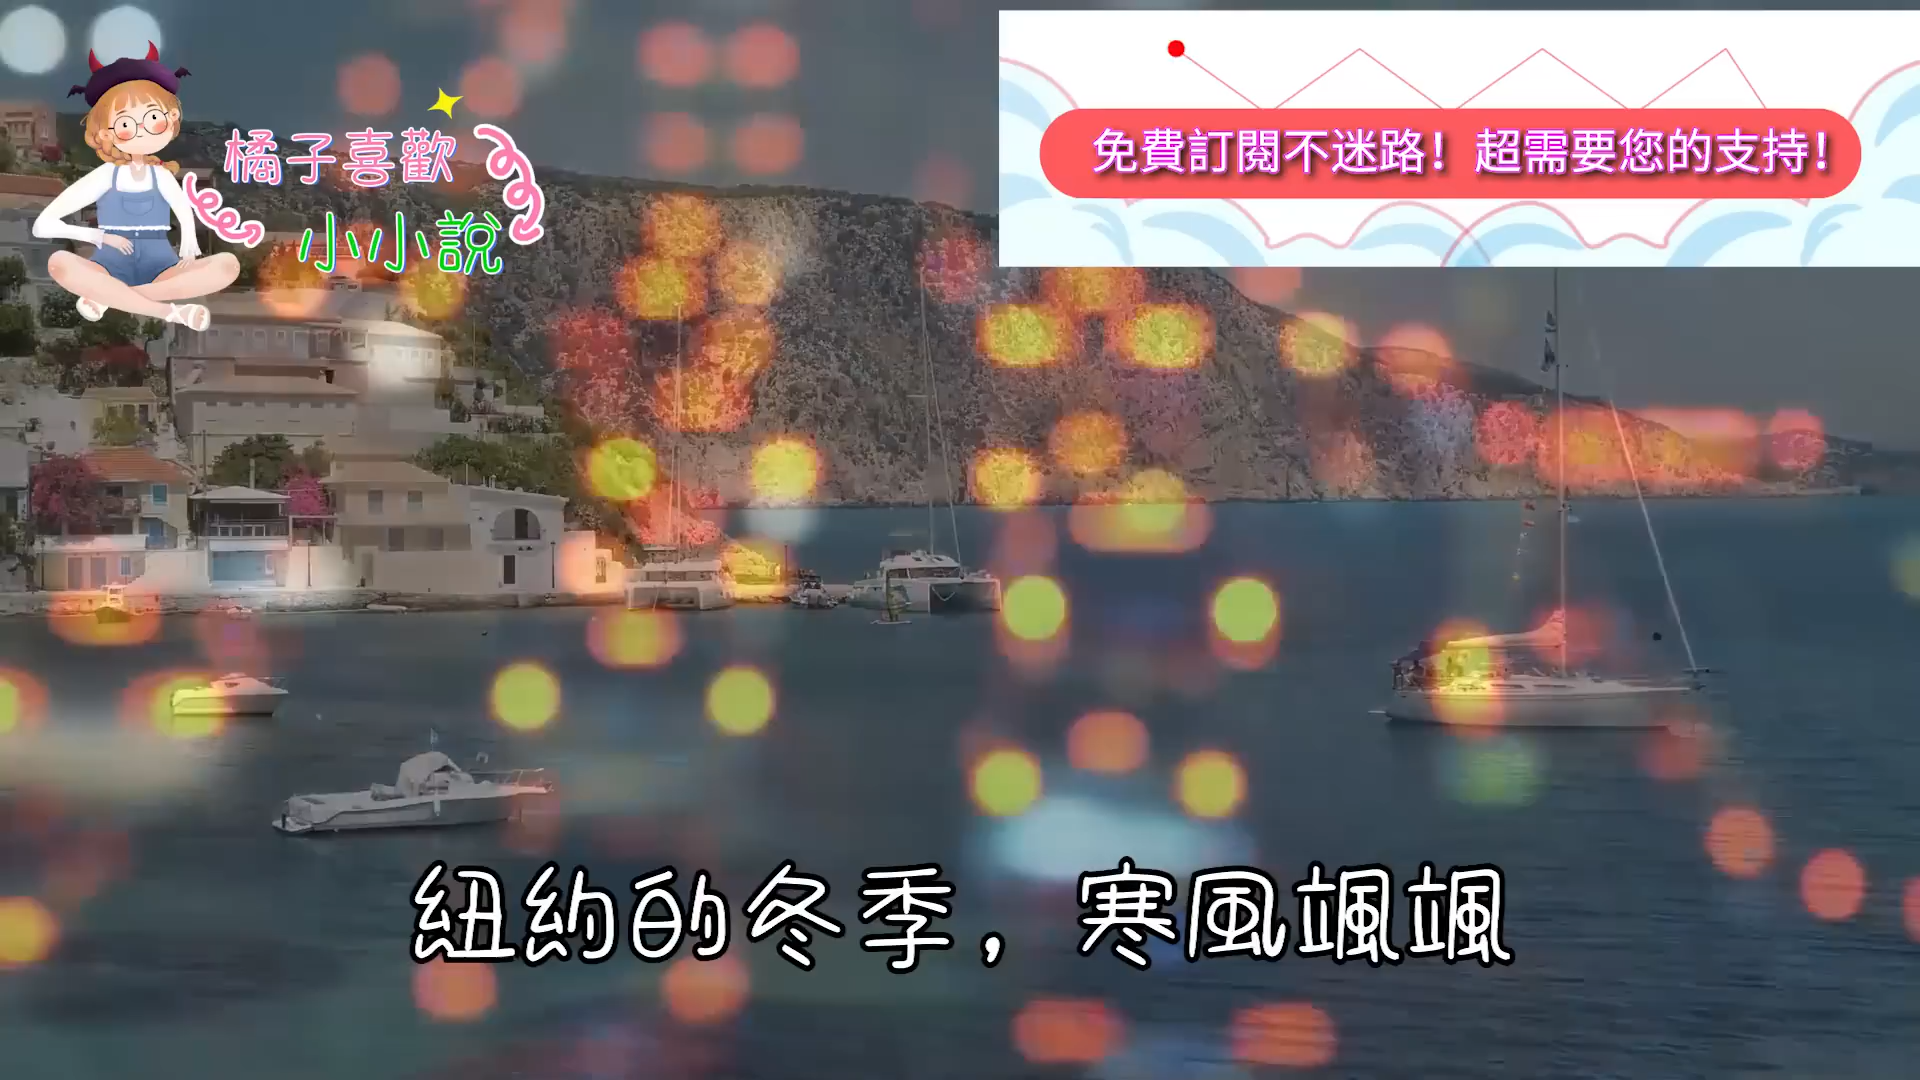 橘子喜歡
小小說
免費訂閱不迷路！超需要您的支持！
紐約的冬季，寒風颯颯